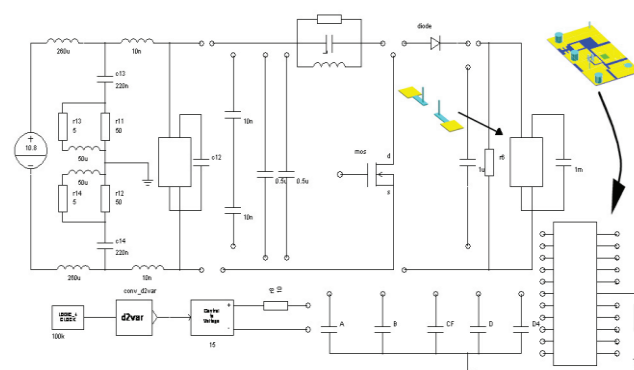 260u
10n
c13
220n
r13
5
r11
50
50u
10.8
50u
r14
5
r12
50
c14
220n
260u
10n
c12
10n
10n
0.5u
0.5u
mos
d
s
diode
1u
r6
1m
conv_d2var
CLOCK
100k
d2var
Control
to
Voltage
+
-
15
A
B
CF
D
D4